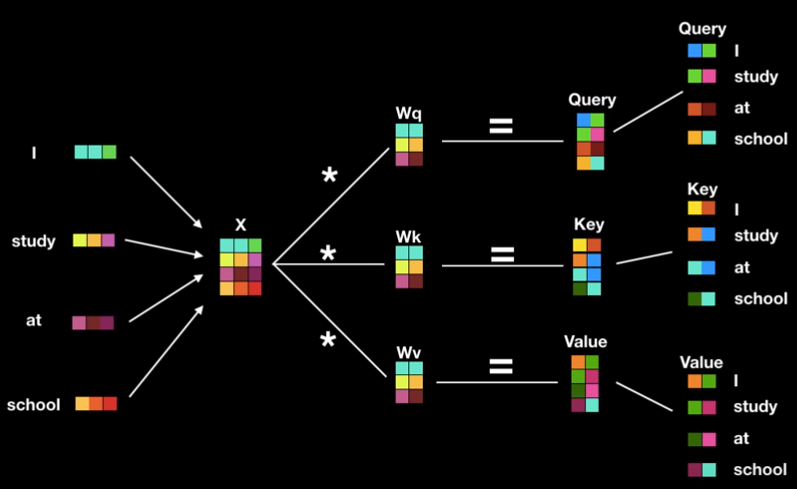 I
study
at
school
X
*
*
*
Wq
Wk
Wv
=
=
=
Query
Key
Value
Query
I
study
at
school
Key
I
study
at
school
Value
I
study
at
school